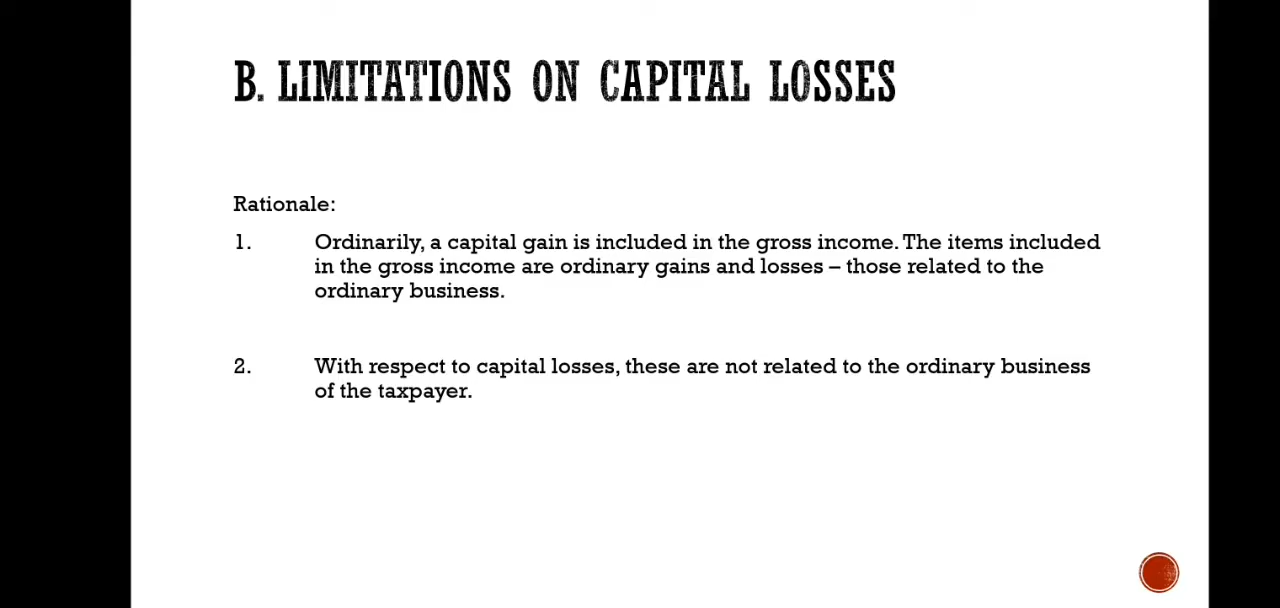 B. LIMITATIONS ON CAPITAL LOSSES
Rationale:
1. Ordinarily, a capital gain is included in the gross income. The items included
in the gross income are ordinary gains and losses – those related to the
ordinary business.
2. With respect to capital losses, these are not related to the ordinary business
of the taxpayer.